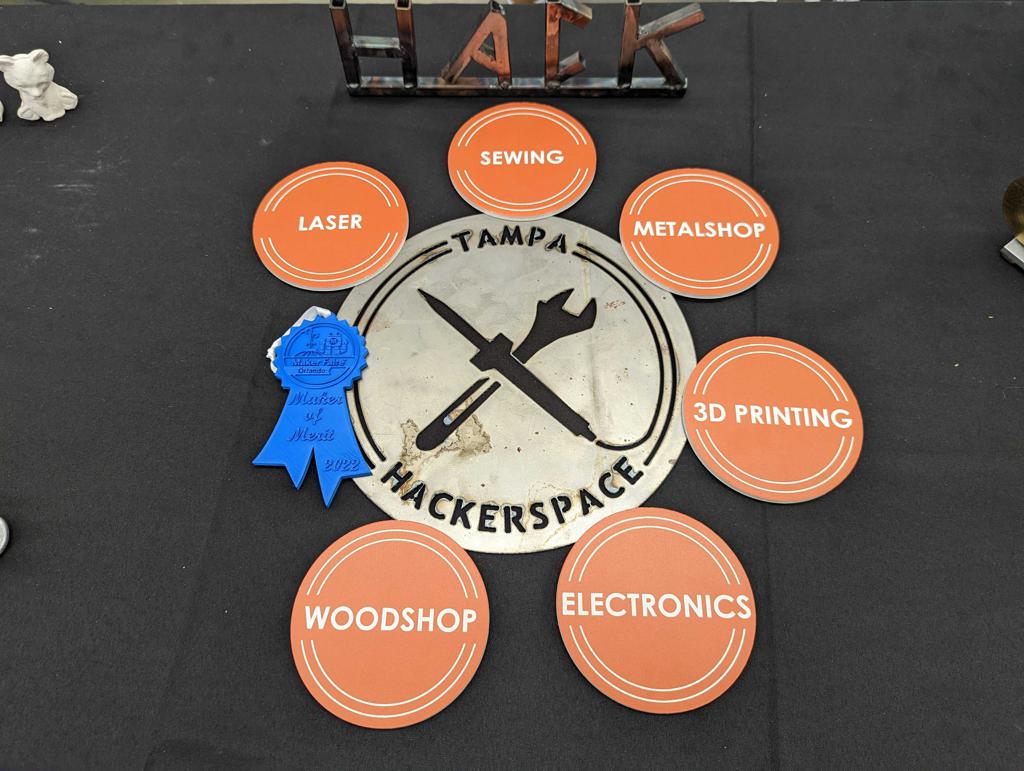 HACK
SEWING
LASER
METALSHOP
TAMPA
HACKERSPACE
Maker Faire
Orlando
Maker
of
Merit
2022
3D PRINTING
WOODSHOP
ELECTRONICS